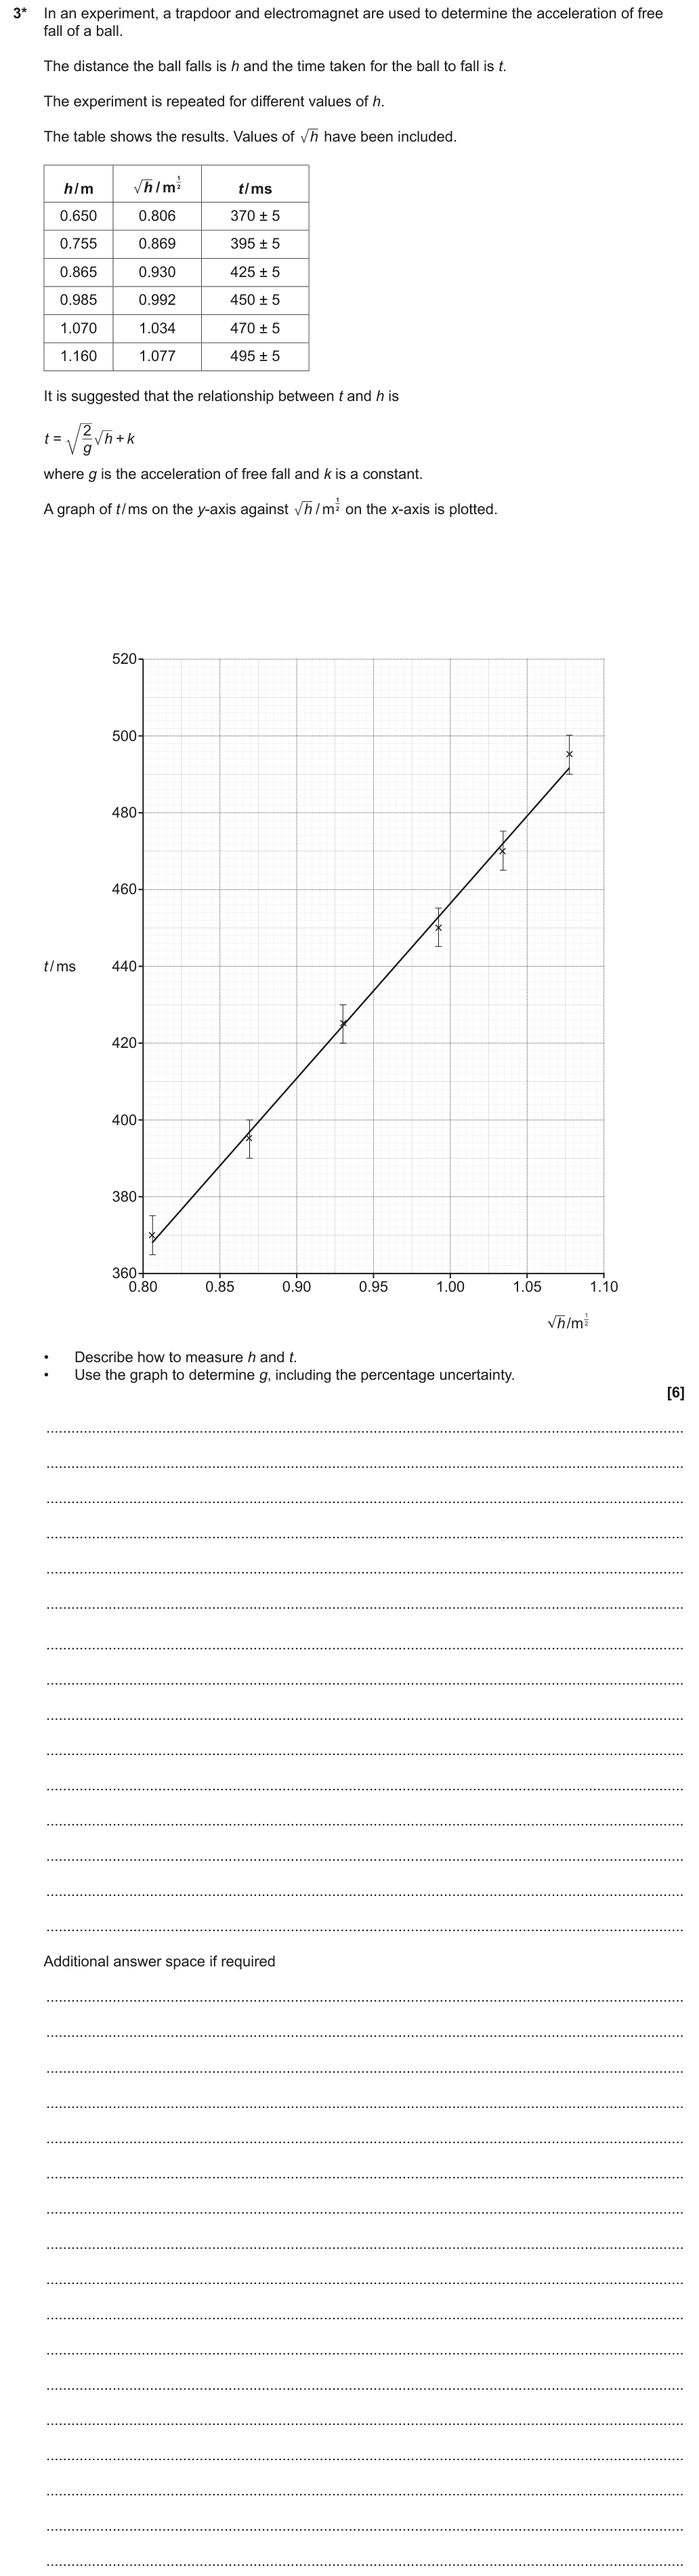 3* In an experiment, a trapdoor and electromagnet are used to determine the acceleration of free
fall of a ball.
The distance the ball falls is h and the time taken for the ball to fall is t.
The experiment is repeated for different values of h.
The table shows the results. Values of √h have been included.
h/m √h/m^½ t/ms
0.650 0.806 370 ± 5
0.755 0.869 395 ± 5
0.865 0.930 425 ± 5
0.985 0.992 450 ± 5
1.070 1.034 470 ± 5
1.160 1.077 495 ± 5
It is suggested that the relationship between t and h is
t = √(2/g) √h + k
where g is the acceleration of free fall and k is a constant.
A graph of t/ms on the y-axis against √h/m^½ on the x-axis is plotted.
520
500
480
460
t/ms 440
420
400
380
360
0.80 0.85 0.90 0.95 1.00 1.05 1.10
√h/m^½
• Describe how to measure h and t.
• Use the graph to determine g, including the percentage uncertainty.
[6]
Additional answer space if required